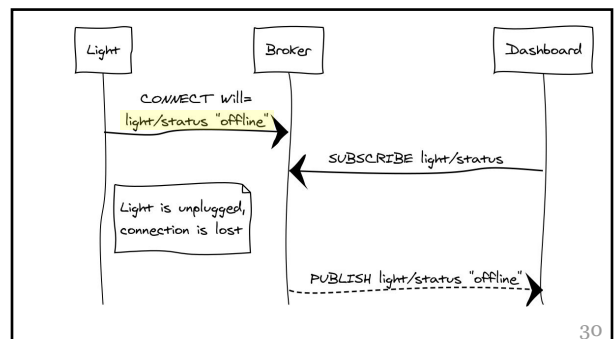 Light
Broker
Dashboard
CONNECT Will=
light/status "offline"
SUBSCRIBE light/status
Light is unplugged,
connection is lost
PUBLISH light/status "offline"
30